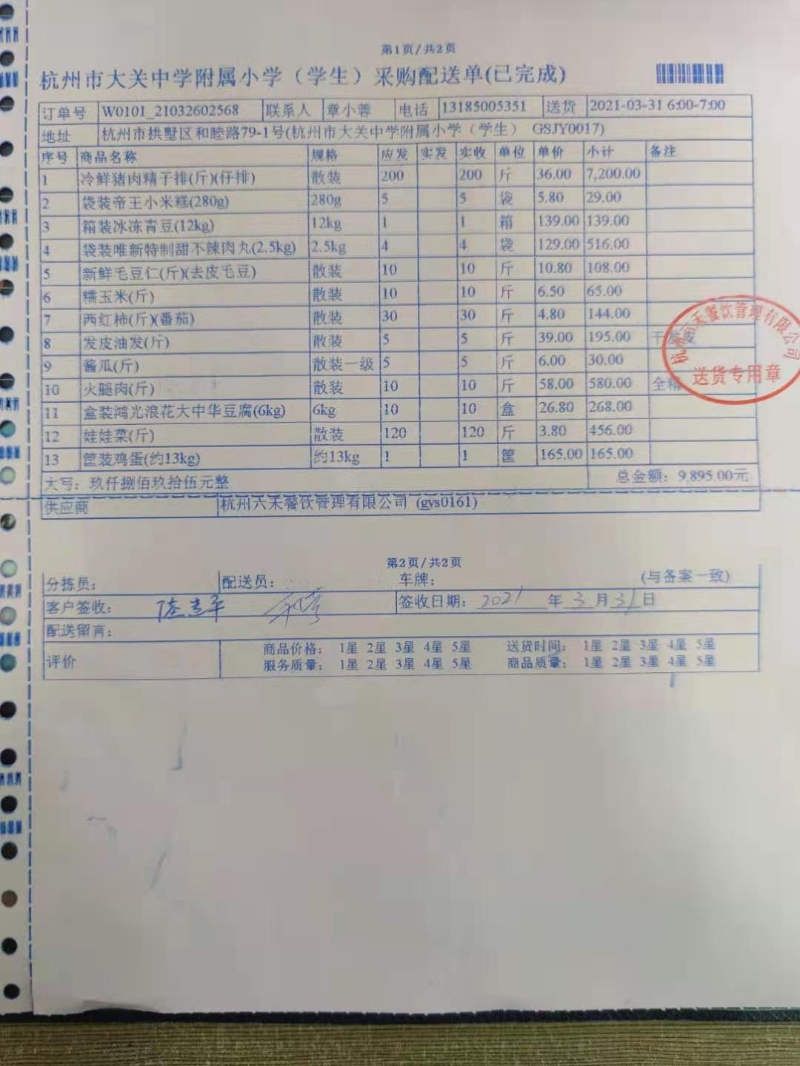 第1页/共2页
杭州市大关中学附属小学（学生）采购配送单(已完成)
订单号 W0101_21032602568 联系人 章小蓉 电话 13185005351 送货 2021-03-31 6:00-7:00
地址 杭州市拱墅区和睦路79-1号(杭州市大关中学附属小学（学生） GSJY0017)
序号 商品名称 规格 应发 实发 实收 单位 单价 小计 备注
1 冷鲜猪肉精子排(斤)(仔排) 散装 200 200 斤 36.00 7,200.00
2 袋装帝王小米糕(280g) 280g 5 5 袋 5.80 29.00
3 箱装冰冻青豆(12kg) 12kg 1 1 箱 139.00 139.00
4 袋装唯新特制甜不辣肉丸(2.5kg) 2.5kg 4 4 袋 129.00 516.00
5 新鲜毛豆仁(斤)(去皮毛豆) 散装 10 10 斤 10.80 108.00
6 糯玉米(斤) 散装 10 10 斤 6.50 65.00
7 西红柿(斤)(番茄) 散装 30 30 斤 4.80 144.00
8 发皮油发(斤) 散装 5 5 斤 39.00 195.00 干
9 酱瓜(斤) 散装一级 5 5 斤 6.00 30.00
10 火腿肉(斤) 散装 10 10 斤 58.00 580.00 全精
11 盒装鸿光浪花大中华豆腐(6kg) 6kg 10 10 盒 26.80 268.00
12 娃娃菜(斤) 散装 120 120 斤 3.80 456.00
13 筐装鸡蛋(约13kg) 约13kg 1 1 筐 165.00 165.00
大写：玖仟捌佰玖拾伍元整 总金额：9,895.00元
供应商 杭州六禾餐饮管理有限公司 (gys0161)
禾餐饮管理有限公司
送货专用章
第2页/共2页
分拣员： 配送员： 车牌： (与备案一致)
客户签收： 签收日期：2021 年 3 月 31 日
配送留言：
评价 商品价格： 1星 2星 3星 4星 5星 送货时间： 1星 2星 3星 4星 5星
服务质量： 1星 2星 3星 4星 5星 商品质量： 1星 2星 3星 4星 5星